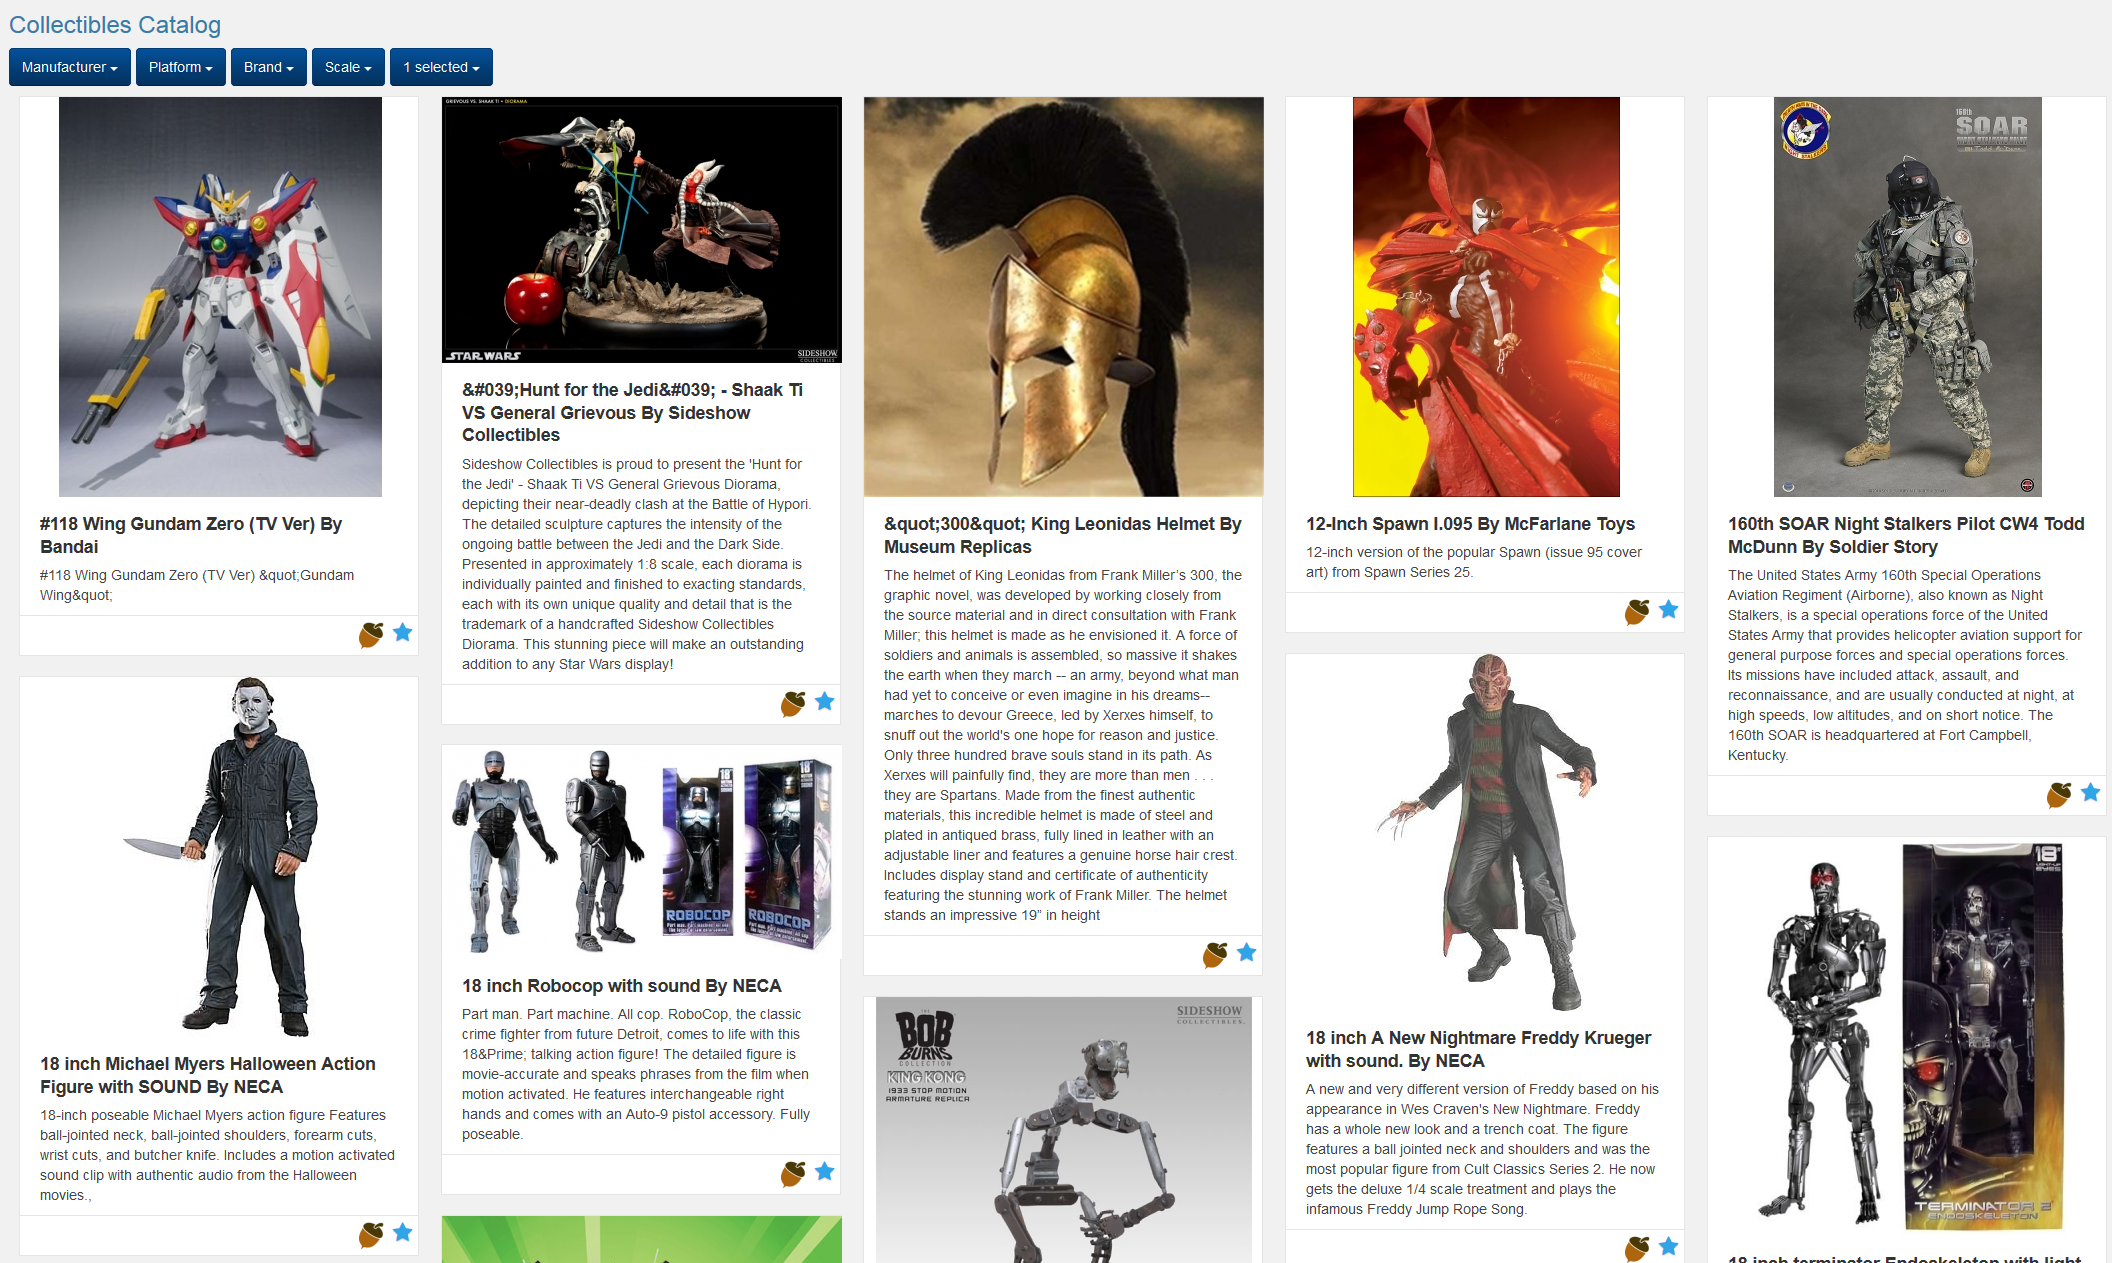 Collectibles Catalog
Manufacturer
Platform
Brand
Scale
1 selected
#118 Wing Gundam Zero (TV Ver) By
Bandai
#118 Wing Gundam Zero (TV Ver) &quot;Gundam
Wing&quot;
18 inch Michael Myers Halloween Action
Figure with SOUND By NECA
18-inch poseable Michael Myers action figure Features
ball-jointed neck, ball-jointed shoulders, forearm cuts,
wrist cuts, and butcher knife. Includes a motion activated
sound clip with authentic audio from the Halloween
movies.,
GRIEVOUS VS. SHAAK TI • DIORAMA
STAR WARS
SIDESHOW
COLLECTIBLES
&#039;Hunt for the Jedi&#039; - Shaak Ti
VS General Grievous By Sideshow
Collectibles
Sideshow Collectibles is proud to present the 'Hunt for
the Jedi' - Shaak Ti VS General Grievous Diorama,
depicting their near-deadly clash at the Battle of Hypori.
The detailed sculpture captures the intensity of the
ongoing battle between the Jedi and the Dark Side.
Presented in approximately 1:8 scale, each diorama is
individually painted and finished to exacting standards,
each with its own unique quality and detail that is the
trademark of a handcrafted Sideshow Collectibles
Diorama. This stunning piece will make an outstanding
addition to any Star Wars display!
18"
18"
ROBOCOP
ROBOCOP
18 inch Robocop with sound By NECA
Part man. Part machine. All cop. RoboCop, the classic
crime fighter from future Detroit, comes to life with this
18&Prime; talking action figure! The detailed figure is
movie-accurate and speaks phrases from the film when
motion activated. He features interchangeable right
hands and comes with an Auto-9 pistol accessory. Fully
poseable.
&quot;300&quot; King Leonidas Helmet By
Museum Replicas
The helmet of King Leonidas from Frank Miller’s 300, the
graphic novel, was developed by working closely from
the source material and in direct consultation with Frank
Miller; this helmet is made as he envisioned it. A force of
soldiers and animals is assembled, so massive it shakes
the earth when they march -- an army, beyond what man
had yet to conceive or even imagine in his dreams--
marches to devour Greece, led by Xerxes himself, to
snuff out the world's one hope for reason and justice.
Only three hundred brave souls stand in its path. As
Xerxes will painfully find, they are more than men . . .
they are Spartans. Made from the finest authentic
materials, this incredible helmet is made of steel and
plated in antiqued brass, fully lined in leather with an
adjustable liner and features a genuine horse hair crest.
Includes display stand and certificate of authenticity
featuring the stunning work of Frank Miller. The helmet
stands an impressive 19” in height
THE
BOB
BURNS
COLLECTION
KING KONG
1933 STOP MOTION
ARMATURE REPLICA
SIDESHOW
COLLECTIBLES
12-Inch Spawn I.095 By McFarlane Toys
12-inch version of the popular Spawn (issue 95 cover
art) from Spawn Series 25.
18 inch A New Nightmare Freddy Krueger
with sound. By NECA
A new and very different version of Freddy based on his
appearance in Wes Craven's New Nightmare. Freddy
has a whole new look and a trench coat. The figure
features a ball jointed neck and shoulders and was the
most popular figure from Cult Classics Series 2. He now
gets the deluxe 1/4 scale treatment and plays the
infamous Freddy Jump Rope Song.
160th
SOAR
160th SOAR Night Stalkers Pilot CW4 Todd
McDunn By Soldier Story
The United States Army 160th Special Operations
Aviation Regiment (Airborne), also known as Night
Stalkers, is a special operations force of the United
States Army that provides helicopter aviation support for
general purpose forces and special operations forces.
Its missions have included attack, assault, and
reconnaissance, and are usually conducted at night, at
high speeds, low altitudes, and on short notice. The
160th SOAR is headquartered at Fort Campbell,
Kentucky.
18"
LIGHT-UP
EYES
TERMINATOR 2
ENDOSKELETON
18 inch terminator Endoskeleton with light